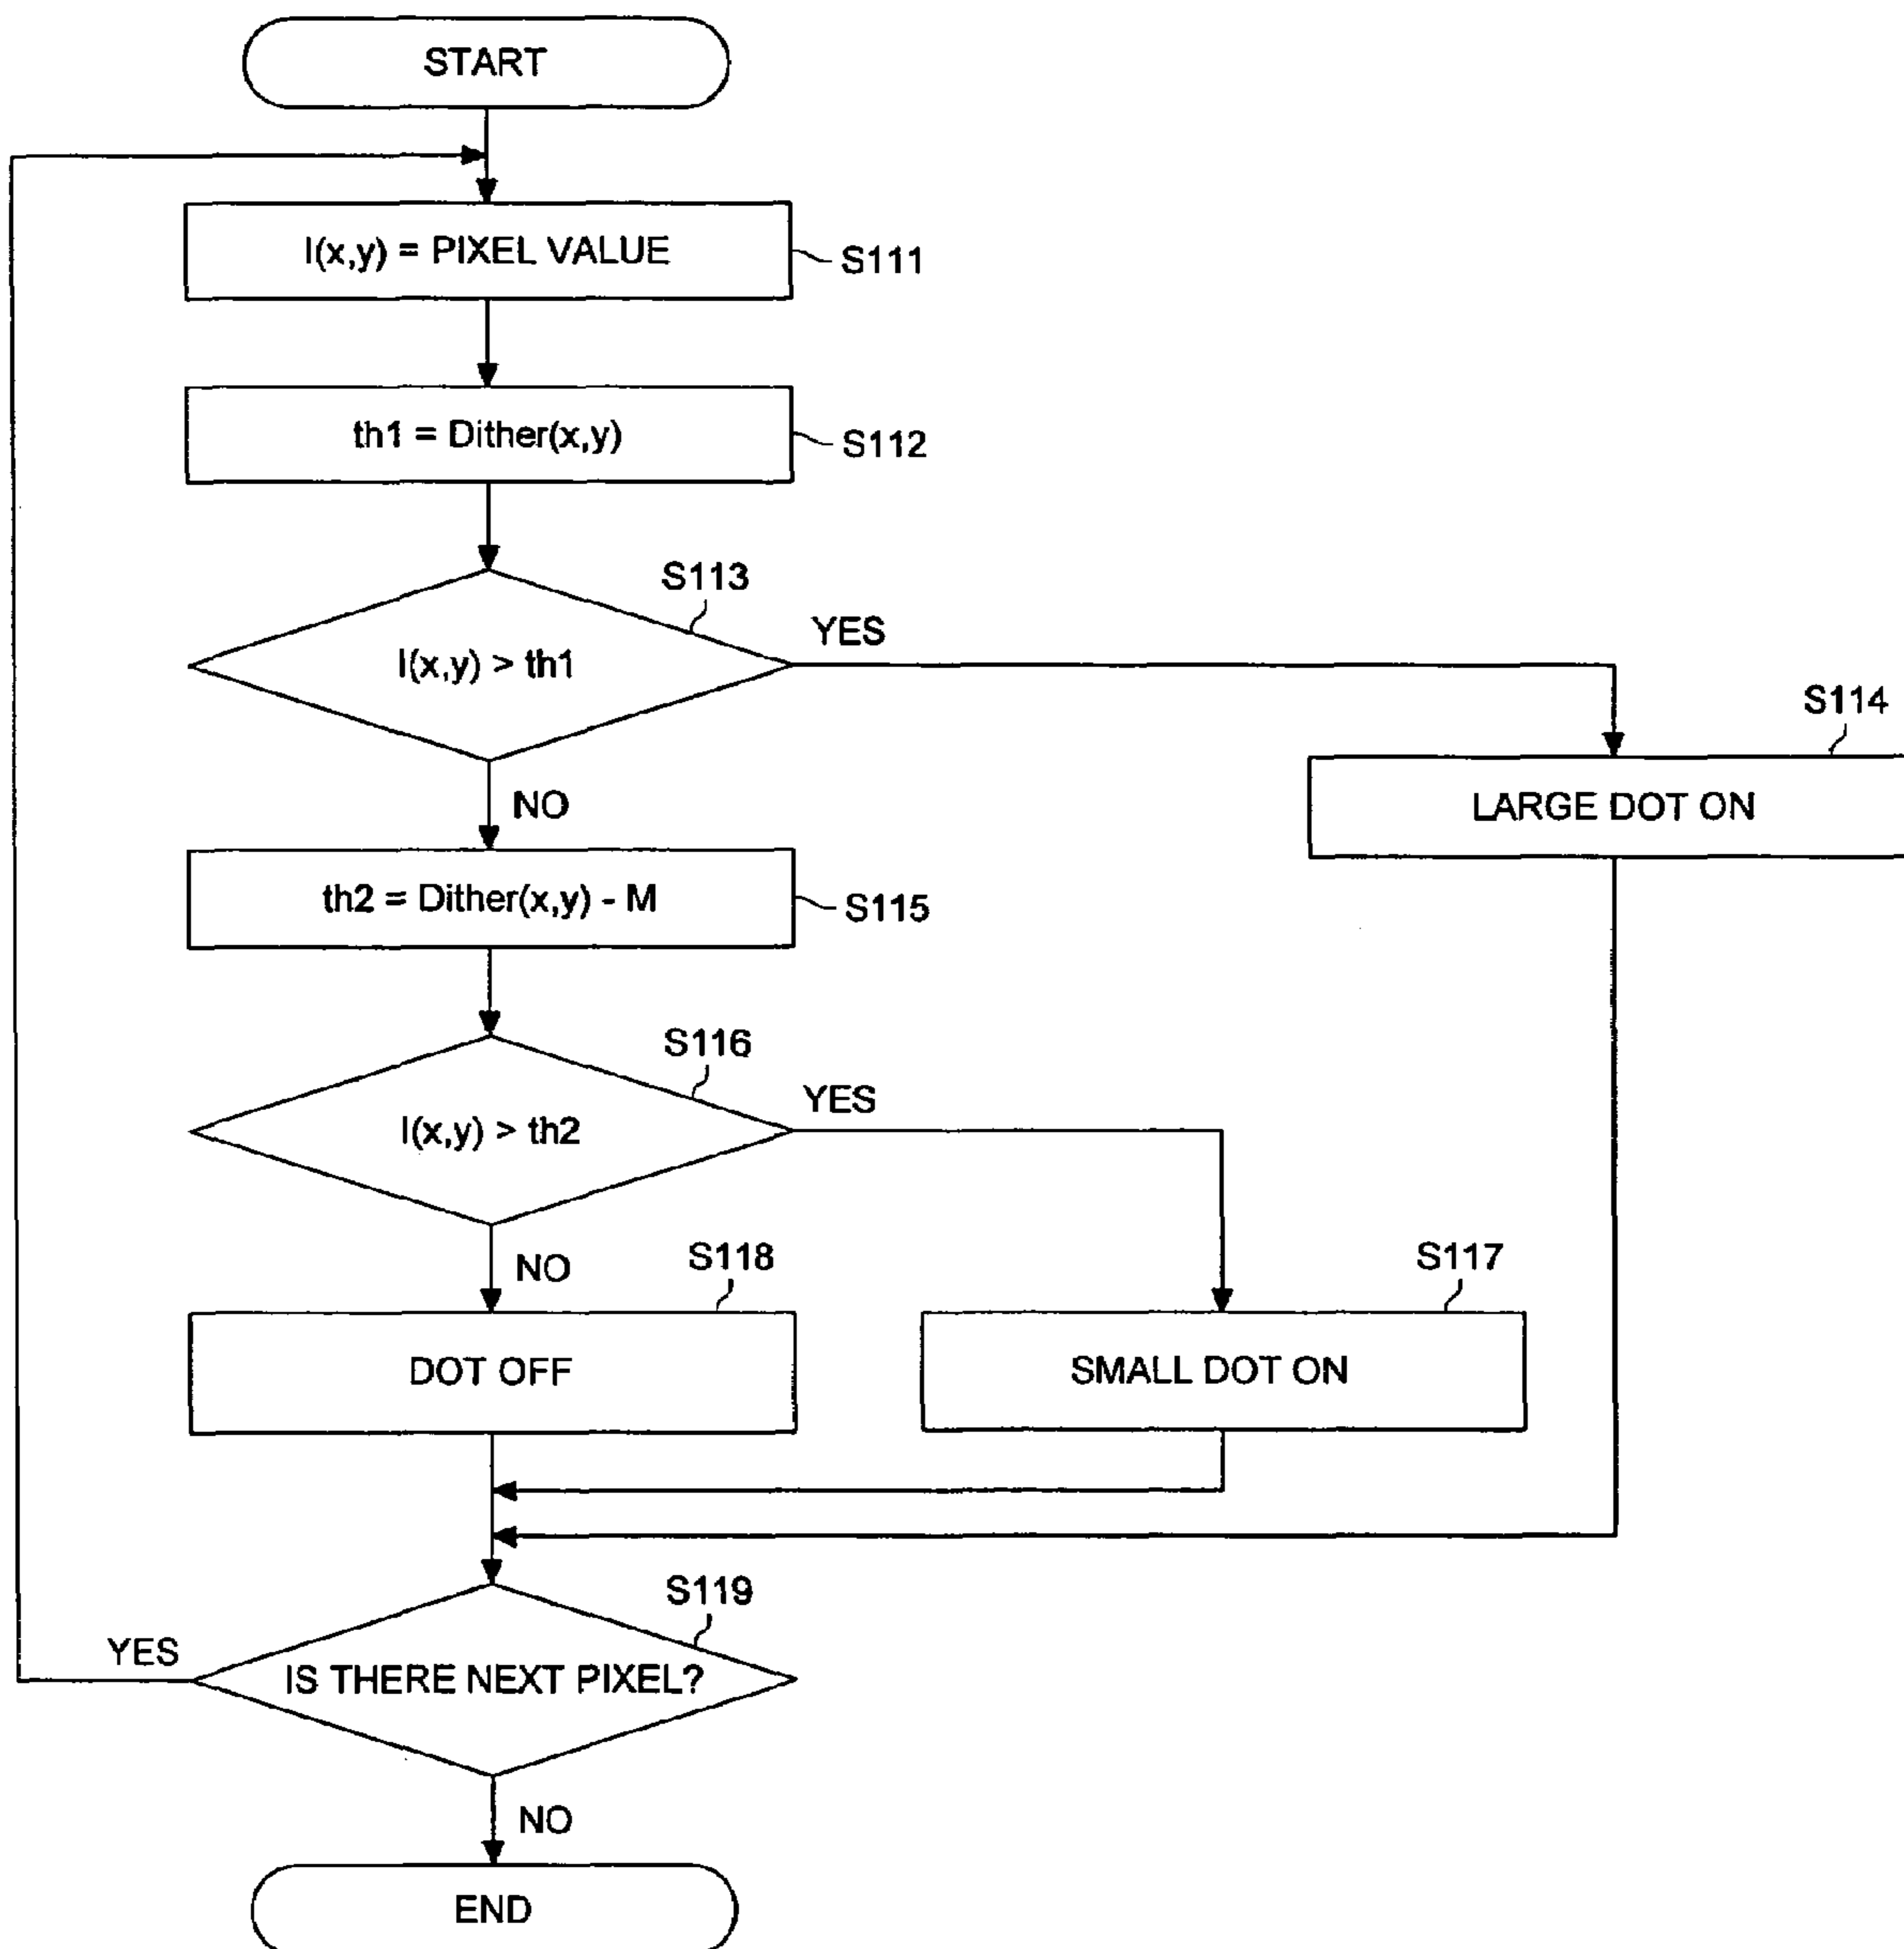 START
I(x,y) = PIXEL VALUE
S111
th1 = Dither(x,y)
S112
S113
I(x,y) > th1
YES
S114
LARGE DOT ON
NO
th2 = Dither(x,y) - M
S115
S116
I(x,y) > th2
YES
NO
S118
S117
DOT OFF
SMALL DOT ON
S119
YES
IS THERE NEXT PIXEL?
NO
END